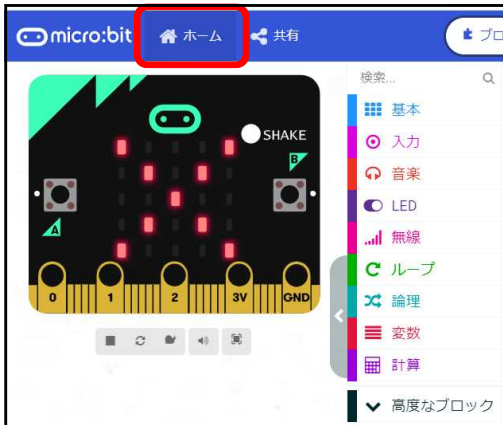 micro:bit ホーム 共有 ブロ
検索...
SHAKE
B
A
0 1 2 3V GND
基本
入力
音楽
LED
無線
ループ
論理
変数
計算
高度なブロック